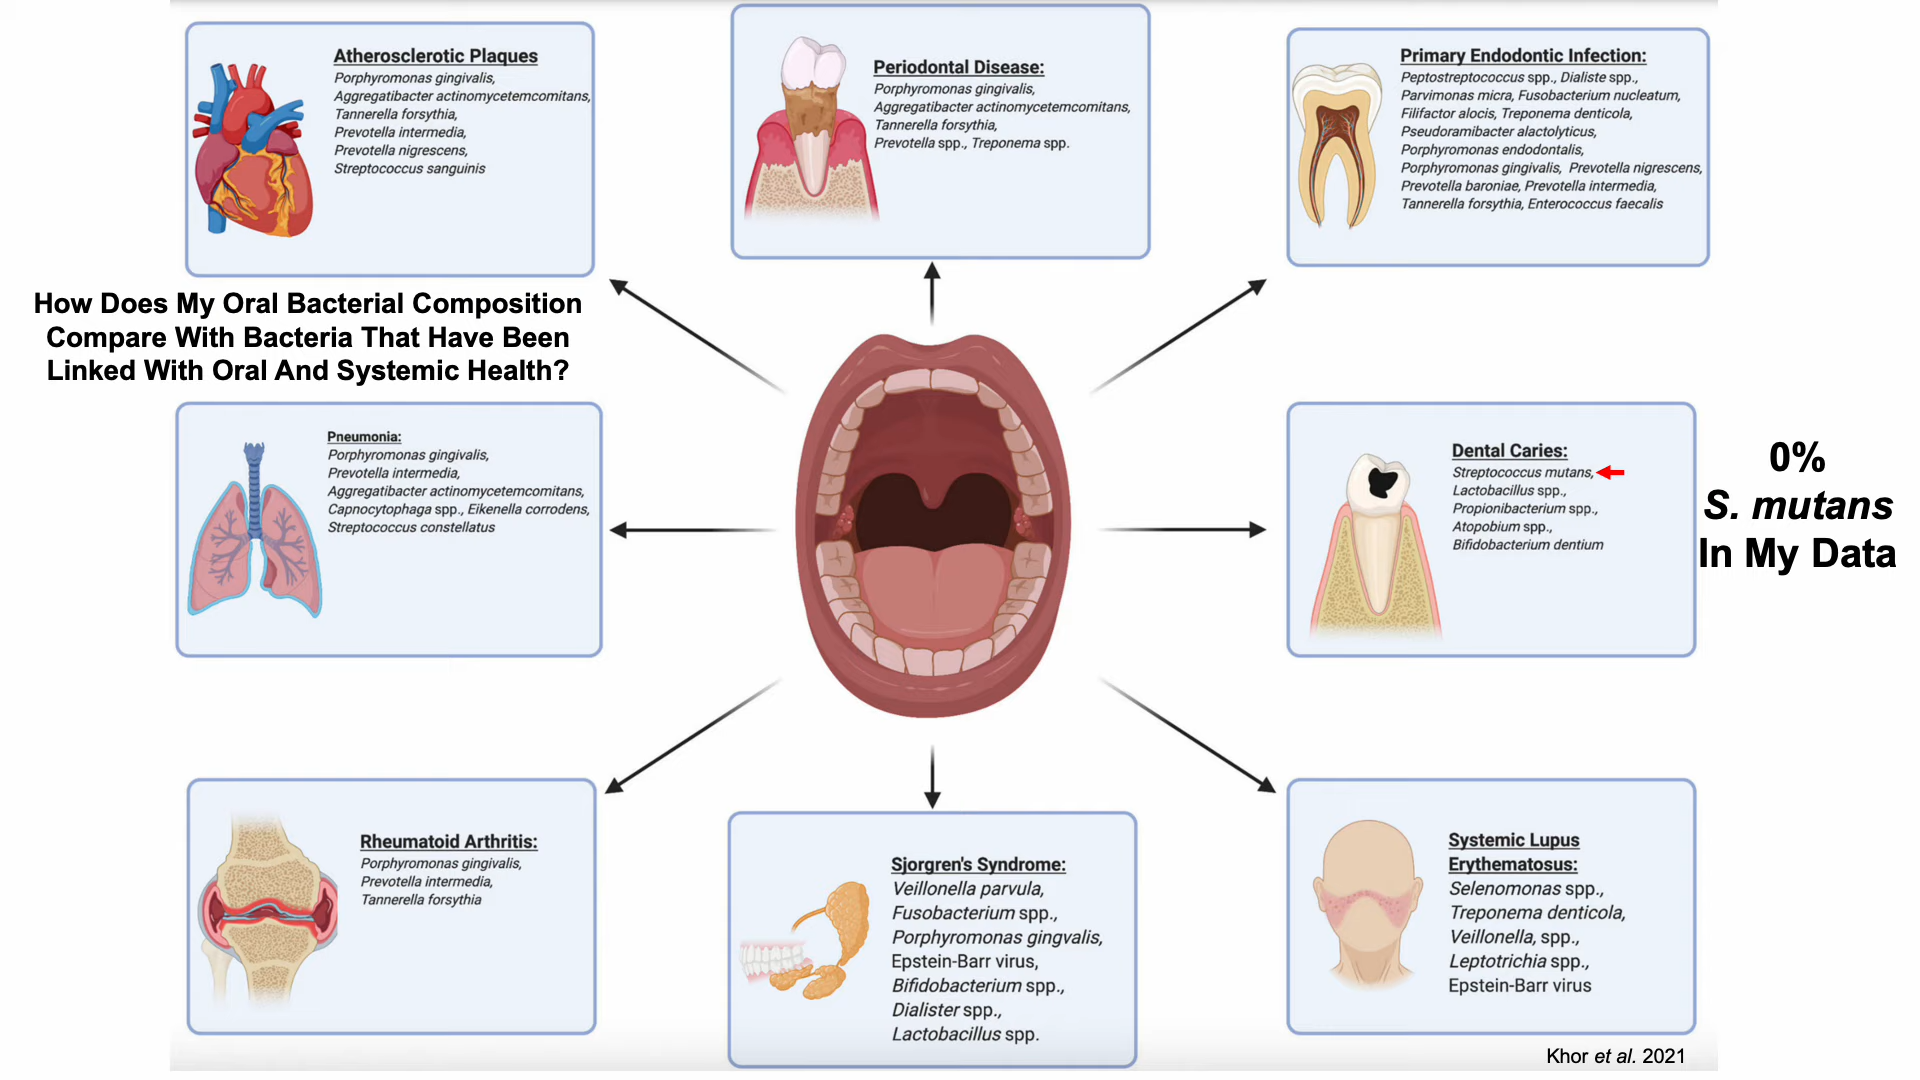 Atherosclerotic Plaques
Porphyromonas gingivalis,
Aggregatibacter actinomycetemcomitans,
Tannerella forsythia,
Prevotella intermedia,
Prevotella nigrescens,
Streptococcus sanguinis
Periodontal Disease:
Porphyromonas gingivalis,
Aggregatibacter actinomycetemcomitans,
Tannerella forsythia,
Prevotella spp., Treponema spp.
Primary Endodontic Infection:
Peptostreptococcus spp., Dialiste spp.,
Parvimonas micra, Fusobacterium nucleatum,
Filifactor alocis, Treponema denticola,
Pseudoramibacter alactolyticus,
Porphyromonas endodontalis,
Porphyromonas gingivalis, Prevotella nigrescens,
Prevotella baroniae, Prevotella intermedia,
Tannerella forsythia, Enterococcus faecalis
How Does My Oral Bacterial Composition
Compare With Bacteria That Have Been
Linked With Oral And Systemic Health?
Pneumonia:
Porphyromonas gingivalis,
Prevotella intermedia,
Aggregatibacter actinomycetemcomitans,
Capnocytophaga spp., Eikenella corrodens,
Streptococcus constellatus
Dental Caries:
Streptococcus mutans,
Lactobacillus spp.,
Propionibacterium spp.,
Atopobium spp.,
Bifidobacterium dentium
0%
S. mutans
In My Data
Rheumatoid Arthritis:
Porphyromonas gingivalis,
Prevotella intermedia,
Tannerella forsythia
Sjorgren's Syndrome:
Veillonella parvula,
Fusobacterium spp.,
Porphyromonas gingvalis,
Epstein-Barr virus,
Bifidobacterium spp.,
Dialister spp.,
Lactobacillus spp.
Systemic Lupus
Erythematosus:
Selenomonas spp.,
Treponema denticola,
Veillonella, spp.,
Leptotrichia spp.,
Epstein-Barr virus
Khor et al. 2021